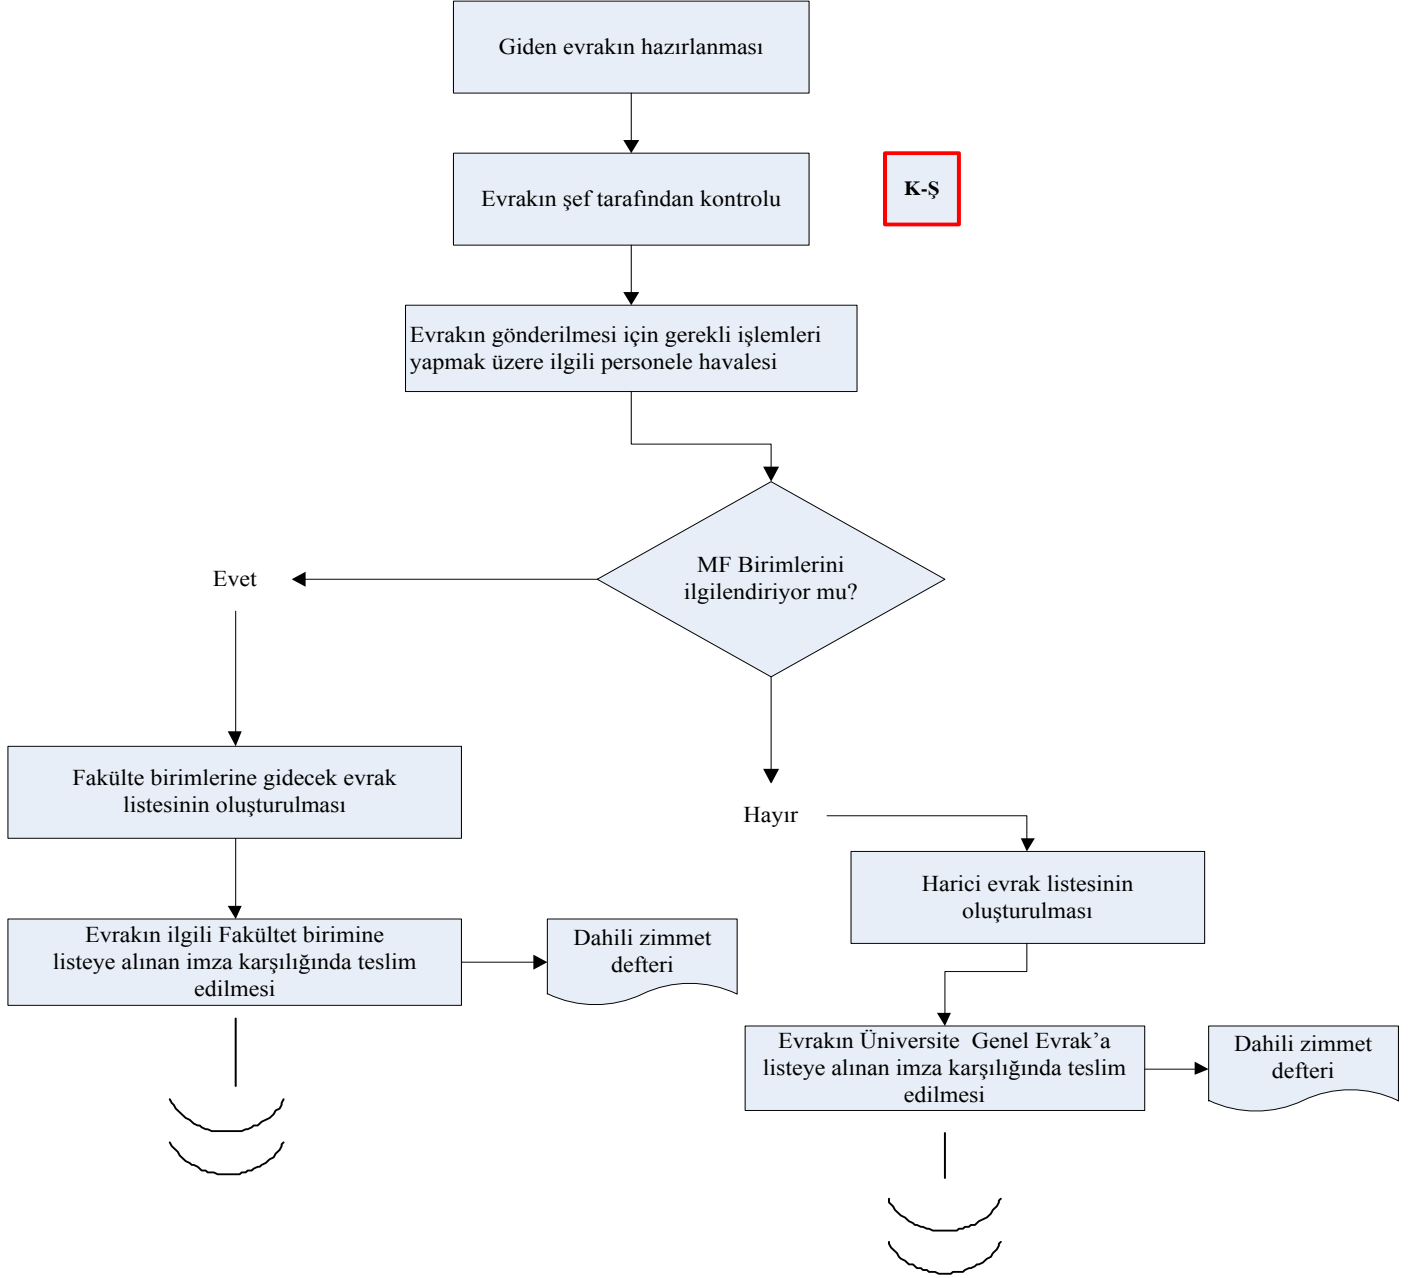 Giden evrakın hazırlanması
Evrakın şef tarafından kontrolu
K-Ş
Evrakın gönderilmesi için gerekli işlemleri
yapmak üzere ilgili personele havalesi
MF Birimlerini
ilgilendiriyor mu?
Evet
Fakülte birimlerine gidecek evrak
listesinin oluşturulması
Hayır
Harici evrak listesinin
oluşturulması
Evrakın ilgili Fakültet birimine
listeye alınan imza karşılığında teslim
edilmesi
Dahili zimmet
defteri
Evrakın Üniversite  Genel Evrak’a
listeye alınan imza karşılığında teslim
edilmesi
Dahili zimmet
defteri